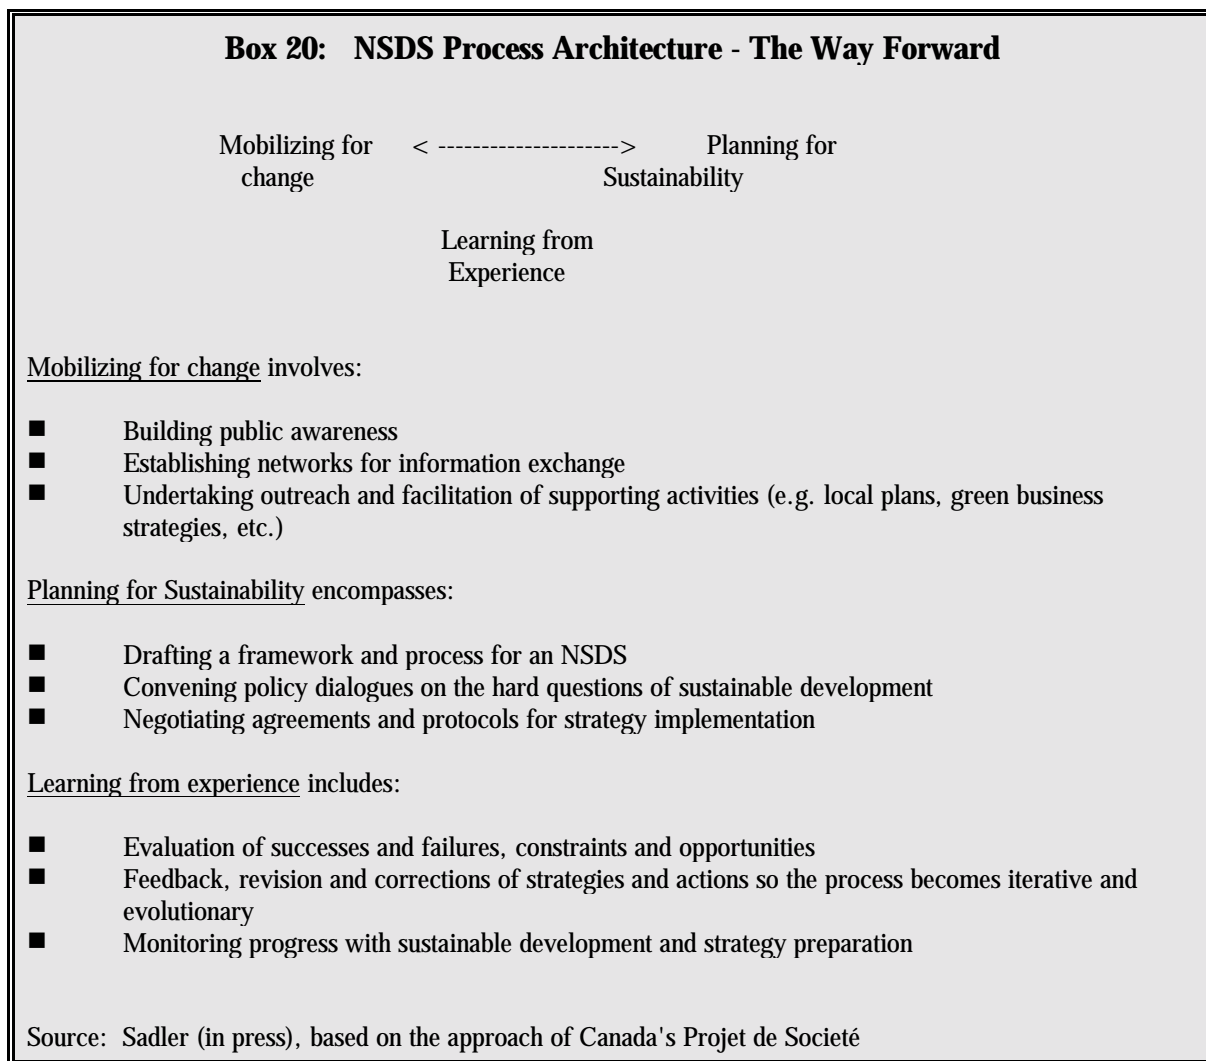 Box 20: NSDS Process Architecture - The Way Forward
Mobilizing for < ---------------------> Planning for
change Sustainability
Learning from
Experience
Mobilizing for change involves:
■ Building public awareness
■ Establishing networks for information exchange
■ Undertaking outreach and facilitation of supporting activities (e.g. local plans, green business
strategies, etc.)
Planning for Sustainability encompasses:
■ Drafting a framework and process for an NSDS
■ Convening policy dialogues on the hard questions of sustainable development
■ Negotiating agreements and protocols for strategy implementation
Learning from experience includes:
■ Evaluation of successes and failures, constraints and opportunities
■ Feedback, revision and corrections of strategies and actions so the process becomes iterative and
evolutionary
■ Monitoring progress with sustainable development and strategy preparation
Source: Sadler (in press), based on the approach of Canada's Projet de Societé